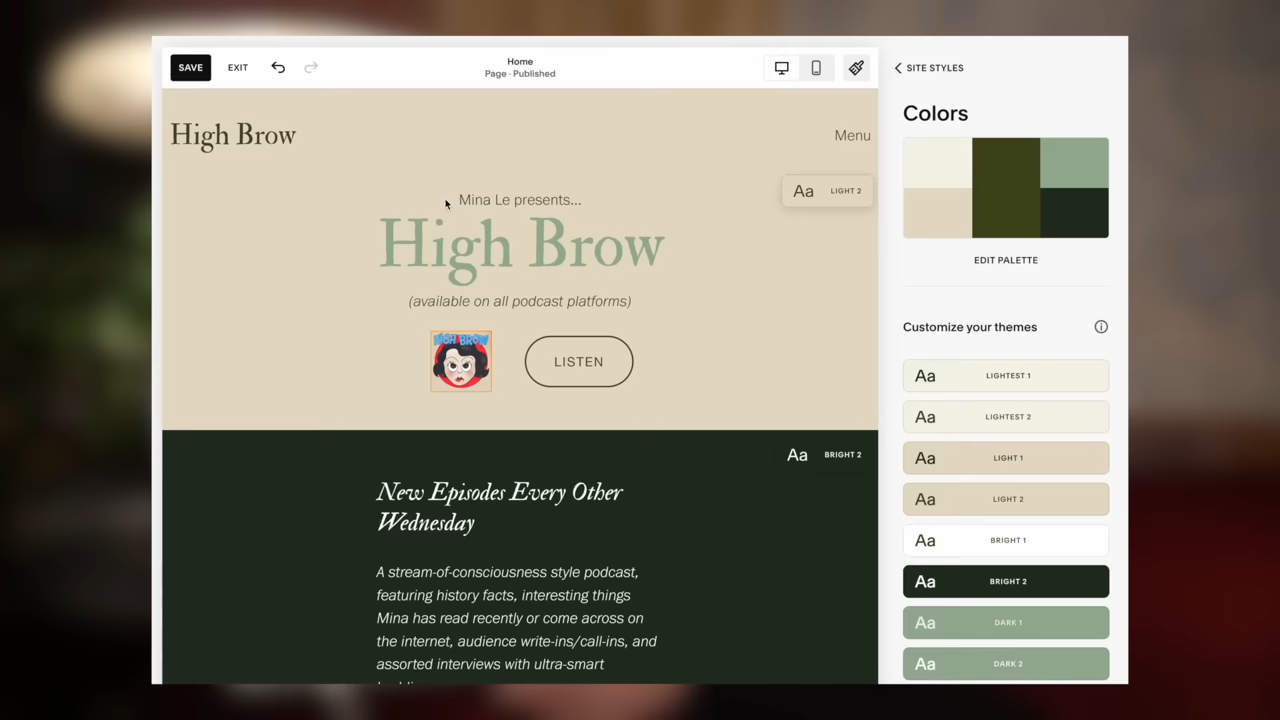 SAVE
EXIT
Home
Page · Published
SITE STYLES
High Brow
Menu
Aa LIGHT 2
Mina Le presents...
High Brow
(available on all podcast platforms)
HIGH BROW
LISTEN
Aa BRIGHT 2
New Episodes Every Other
Wednesday
A stream-of-consciousness style podcast,
featuring history facts, interesting things
Mina has read recently or come across on
the internet, audience write-ins/call-ins, and
assorted interviews with ultra-smart
Colors
EDIT PALETTE
Customize your themes
Aa LIGHTEST 1
Aa LIGHTEST 2
Aa LIGHT 1
Aa LIGHT 2
Aa BRIGHT 1
Aa BRIGHT 2
Aa DARK 1
Aa DARK 2